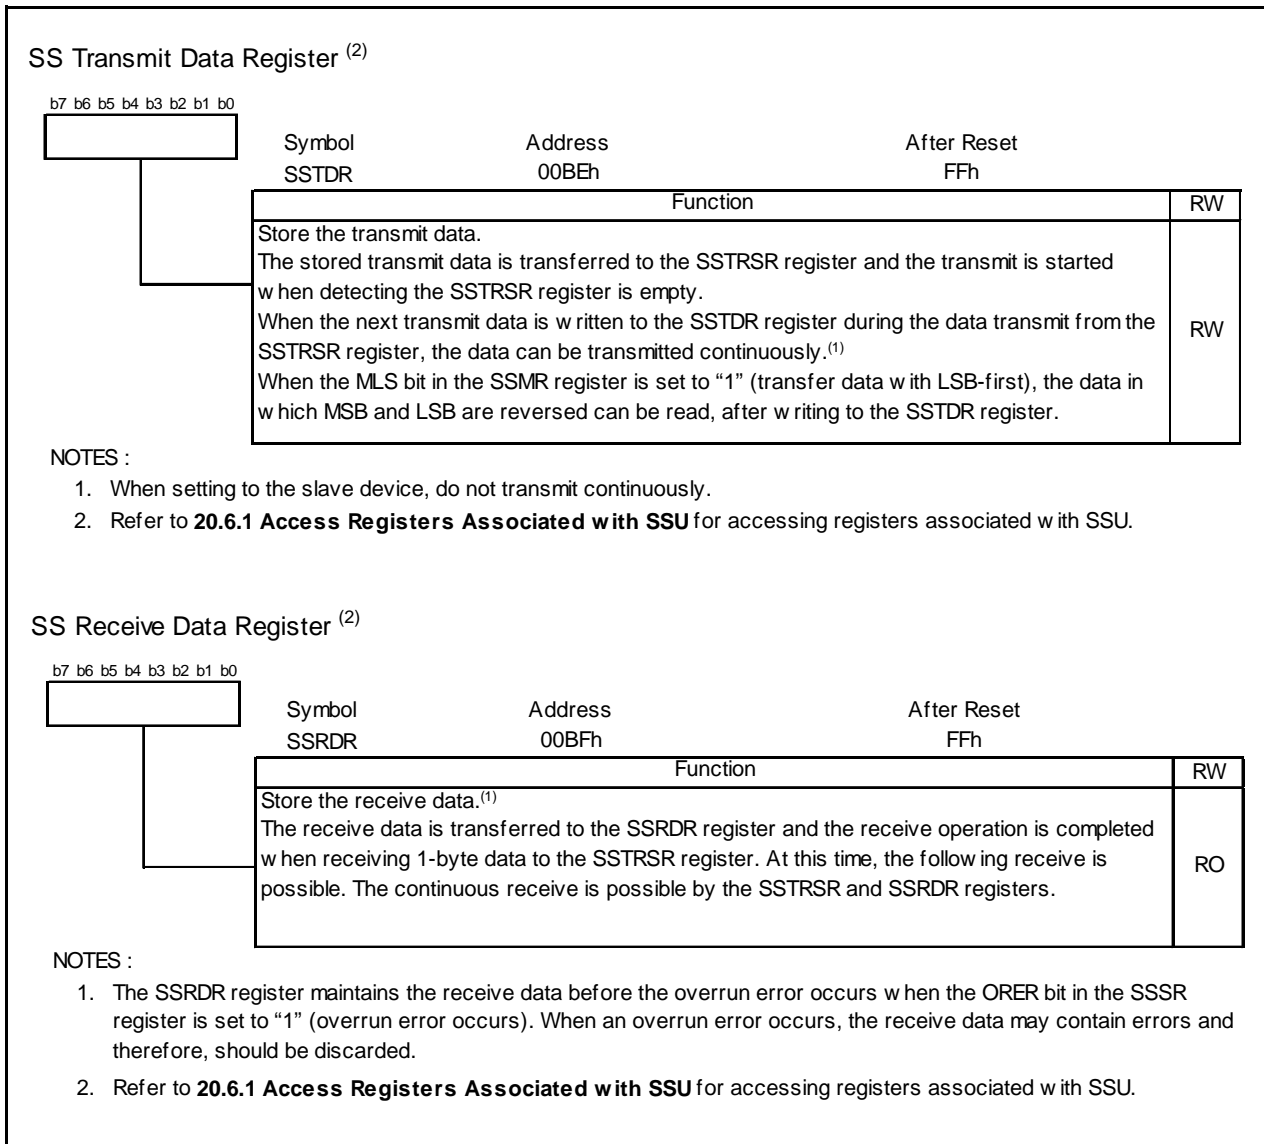 SS Transmit Data Register (2)
b7 b6 b5 b4 b3 b2 b1 b0
Symbol Address After Reset
SSTDR 00BEh FFh
Function RW
Store the transmit data.
The stored transmit data is transferred to the SSTRSR register and the transmit is started
when detecting the SSTRSR register is empty.
When the next transmit data is written to the SSTDR register during the data transmit from the
SSTRSR register, the data can be transmitted continuously.(1)
When the MLS bit in the SSMR register is set to “1” (transfer data with LSB-first), the data in
which MSB and LSB are reversed can be read, after writing to the SSTDR register.
RW
NOTES :
1. When setting to the slave device, do not transmit continuously.
2. Refer to 20.6.1 Access Registers Associated with SSU for accessing registers associated with SSU.
SS Receive Data Register (2)
b7 b6 b5 b4 b3 b2 b1 b0
Symbol Address After Reset
SSRDR 00BFh FFh
Function RW
Store the receive data.(1)
The receive data is transferred to the SSRDR register and the receive operation is completed
when receiving 1-byte data to the SSTRSR register. At this time, the following receive is
possible. The continuous receive is possible by the SSTRSR and SSRDR registers.
RO
NOTES :
1. The SSRDR register maintains the receive data before the overrun error occurs when the ORER bit in the SSSR
register is set to “1” (overrun error occurs). When an overrun error occurs, the receive data may contain errors and
therefore, should be discarded.
2. Refer to 20.6.1 Access Registers Associated with SSU for accessing registers associated with SSU.